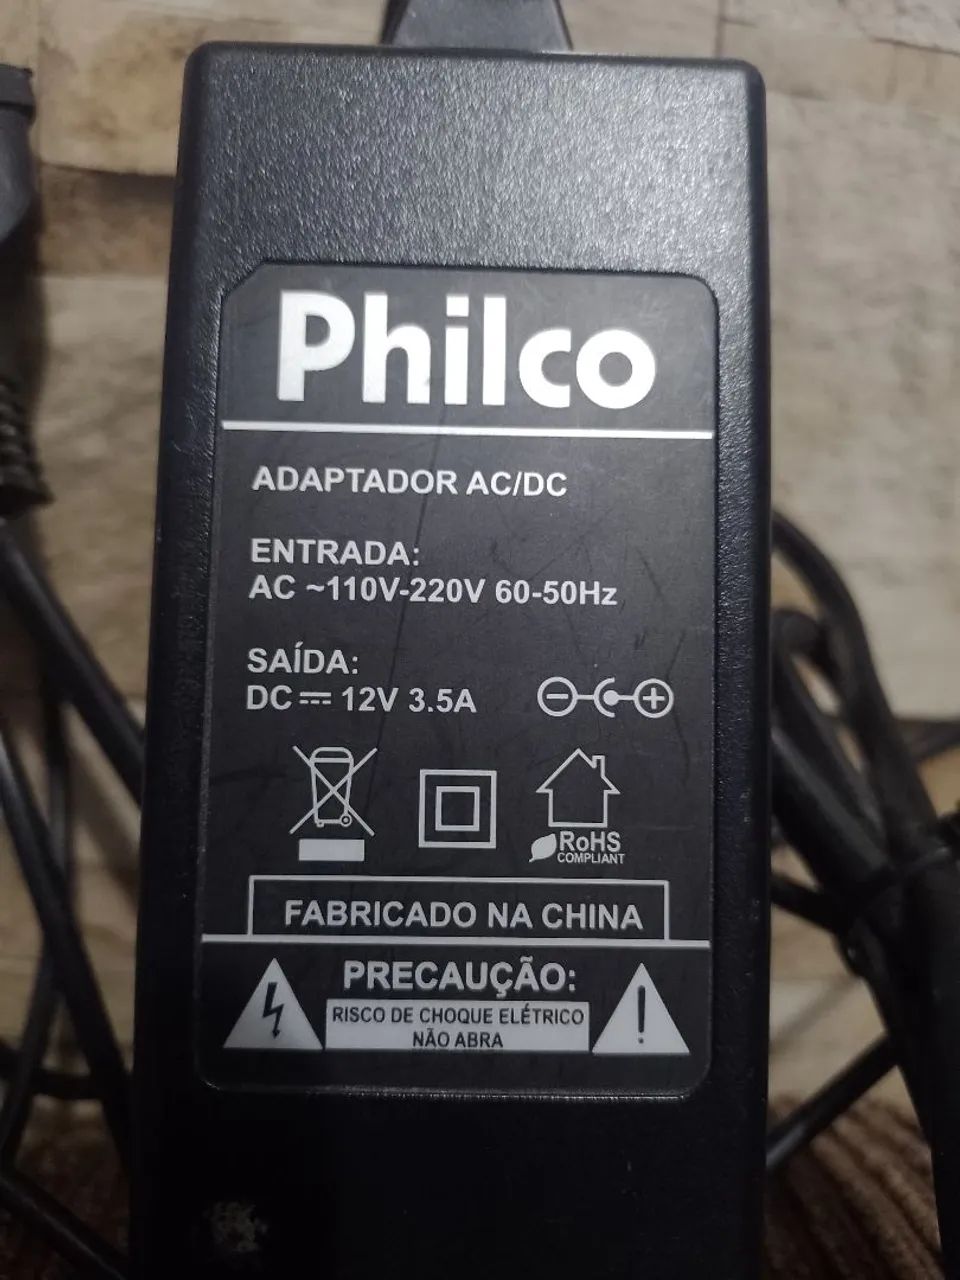 Philco
ADAPTADOR AC/DC
ENTRADA:
AC ~110V-220V 60-50Hz
SAÍDA:
DC ⎓ 12V 3.5A
RoHS
COMPLIANT
FABRICADO NA CHINA
PRECAUÇÃO:
RISCO DE CHOQUE ELÉTRICO
NÃO ABRA